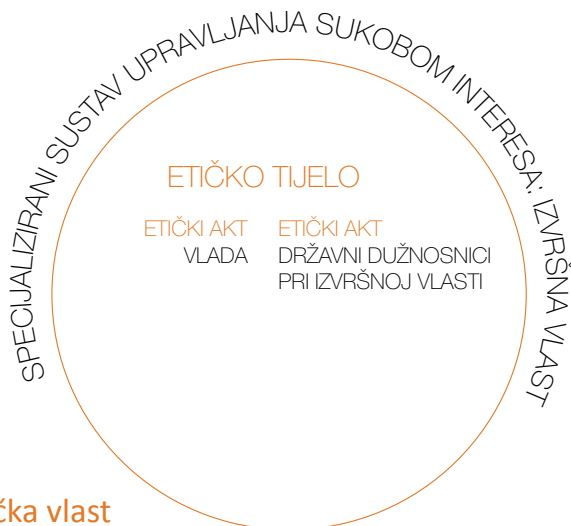 SPECIJALIZIRANI SUSTAV UPRAVLJANJA SUKOBOM INTERESA: IZVRŠNA VLAST
ETIČKO TIJELO
ETIČKI AKT
VLADA
ETIČKI AKT
DRŽAVNI DUŽNOSNICI
PRI IZVRŠNOJ VLASTI
vlast